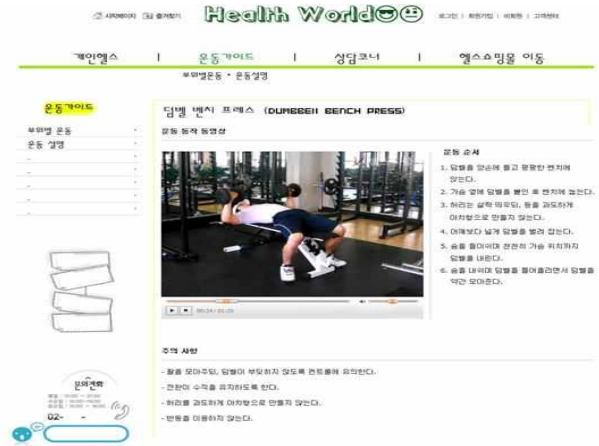 시작페이지 즐겨찾기
Health World
로그인 | 회원가입 | 비회원 | 고객센터
개인헬스 | 운동가이드 | 상담코너 | 헬스쇼핑몰 이동
부위별운동 • 운동설명
운동가이드
부위별 운동
운동 설명
덤벨 벤치 프레스 (DUMBBEll BENCH PRESS)
운동 동작 동영상
00:24 / 01:25
운동 순서
1. 덤벨을 양손에 들고 평평한 벤치에
앉는다.
2. 가슴 옆에 덤벨을 붙인 후 벤치에 눕는다.
3. 허리는 살짝 띄우되, 등을 과도하게
아치형으로 만들지 않는다.
4. 어깨보다 넓게 덤벨을 벌려 잡는다.
5. 숨을 들이쉬며 천천히 가슴 위치까지
덤벨을 내린다.
6. 숨을 내쉬며 덤벨을 들어올리면서 덤벨을
약간 모아준다.
주의 사항
- 팔을 모아주되, 덤벨이 부딪히지 않도록 컨트롤에 유의한다.
- 전완이 수직을 유지하도록 한다.
- 허리를 과도하게 아치형으로 만들지 않는다.
- 반동을 이용하지 않는다.
문의전화
02- -